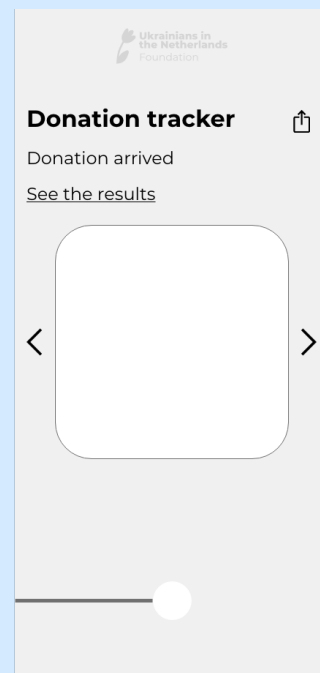 Ukrainians in
the Netherlands
Foundation
Donation tracker
Donation arrived
See the results